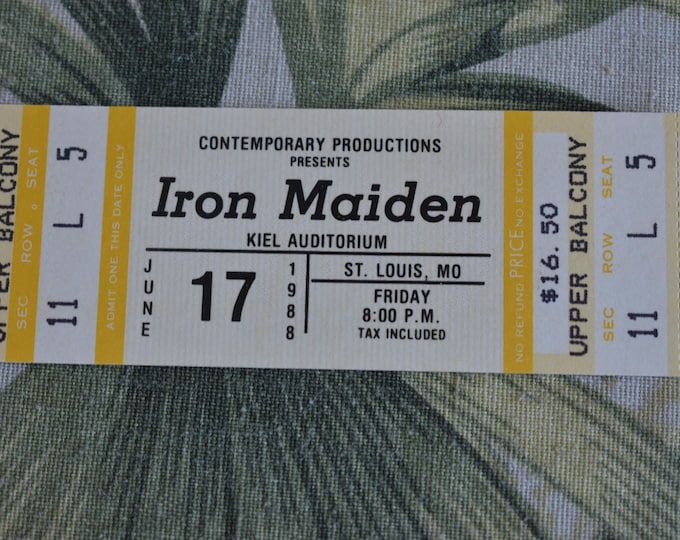 UPPER BALCONY
SEC ROW SEAT
11 L 5
ADMIT ONE THIS DATE ONLY
CONTEMPORARY PRODUCTIONS
PRESENTS
Iron Maiden
KIEL AUDITORIUM
JUNE
17
1988
ST. LOUIS, MO
FRIDAY
8:00 P.M.
TAX INCLUDED
NO REFUND PRICE NO EXCHANGE
$16.50
UPPER BALCONY
SEC ROW SEAT
11 L 5